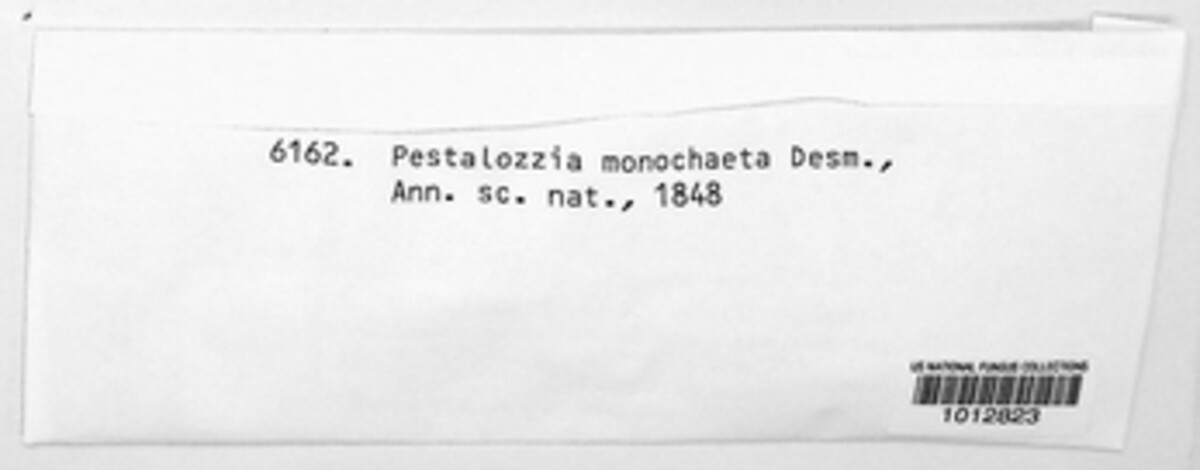 6162. Pestalozzia monochaeta Desm.,
Ann. sc. nat., 1848
US NATIONAL FUNGUS COLLECTIONS
1012823